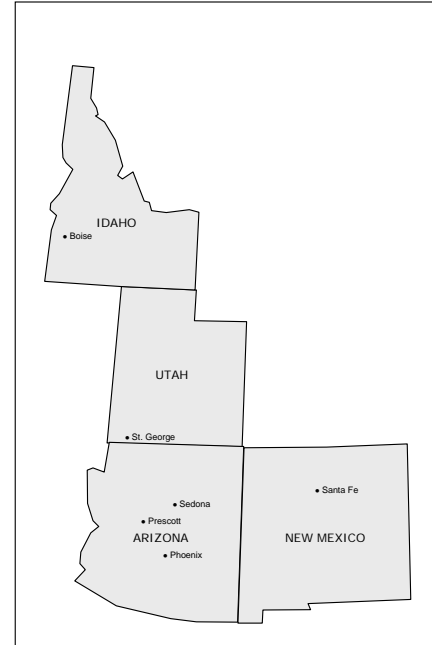 IDAHO
Boise
UTAH
St. George
Sedona
Santa Fe
Prescott
ARIZONA
NEW MEXICO
Phoenix